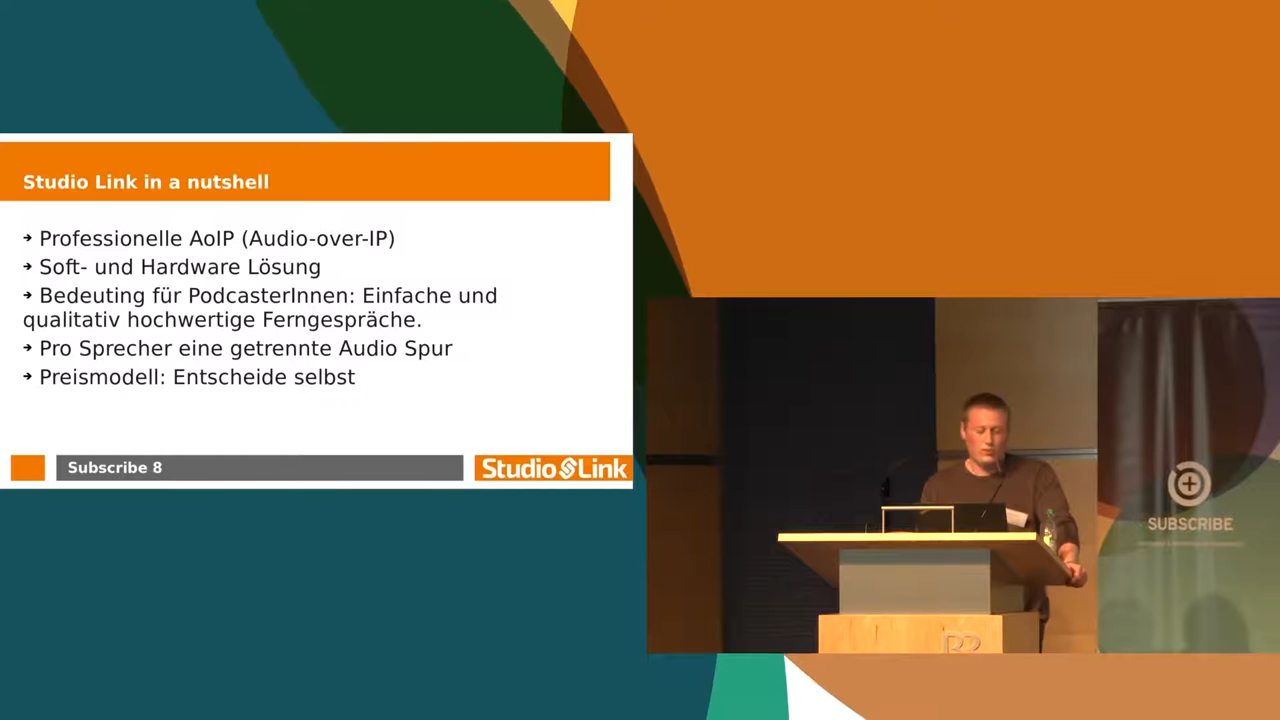 Studio Link in a nutshell
→ Professionelle AoIP (Audio-over-IP)
→ Soft- und Hardware Lösung
→ Bedeuting für PodcasterInnen: Einfache und
qualitativ hochwertige Ferngespräche.
→ Pro Sprecher eine getrennte Audio Spur
→ Preismodell: Entscheide selbst
Subscribe 8
Studio Link
SUBSCRIBE
BR